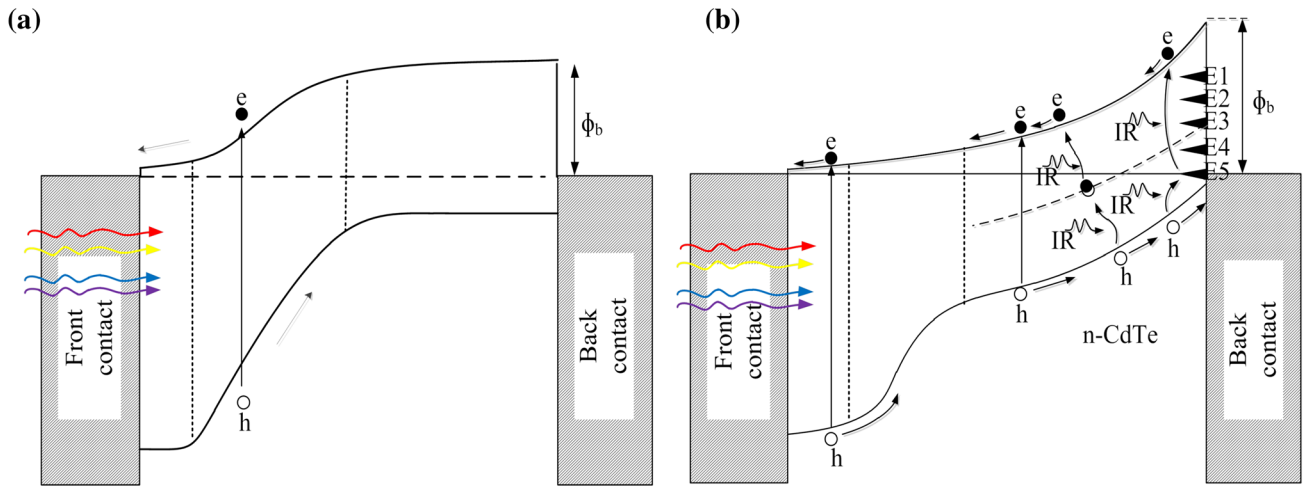 (a)
e
ϕb
Front
contact
h
Back
contact
(b)
e
e
e
e
IR
IR
IR
IR
E1
E2
E3
E4
E5
ϕb
h
h
h
h
n-CdTe
Front
contact
Back
contact